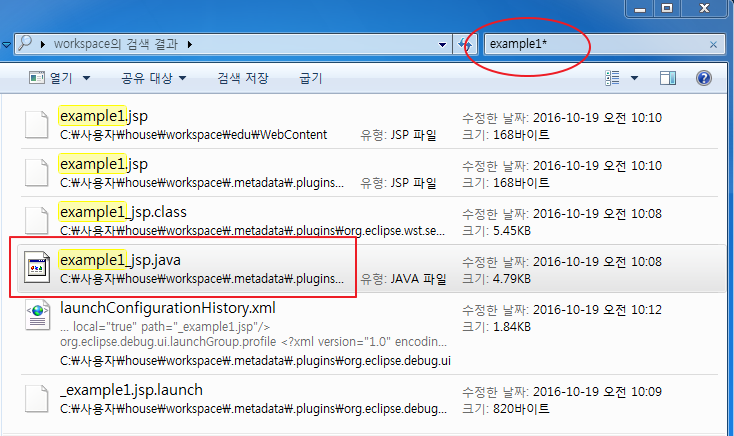 workspace의 검색 결과
example1*
열기
공유 대상
검색 저장
굽기
example1.jsp
수정한 날짜: 2016-10-19 오전 10:10
C:₩사용자₩house₩workspace₩edu₩WebContent
유형: JSP 파일
크기: 168바이트
example1.jsp
수정한 날짜: 2016-10-19 오전 10:10
C:₩사용자₩house₩workspace₩.metadata₩.plugins...
유형: JSP 파일
크기: 168바이트
example1_jsp.class
수정한 날짜: 2016-10-19 오전 10:08
C:₩사용자₩house₩workspace₩.metadata₩.plugins₩org.eclipse.wst.se...
크기: 5.45KB
example1_jsp.java
수정한 날짜: 2016-10-19 오전 10:08
C:₩사용자₩house₩workspace₩.metadata₩.plugins...
유형: JAVA 파일
크기: 4.79KB
launchConfigurationHistory.xml
수정한 날짜: 2016-10-19 오전 10:12
... local="true" path="_example1.jsp"/>
크기: 1.84KB
org.eclipse.debug.ui.launchGroup.profile <?xml version="1.0" encodin...
C:₩사용자₩house₩workspace₩.metadata₩.plugins₩org.eclipse.debug.ui
_example1.jsp.launch
수정한 날짜: 2016-10-19 오전 10:09
C:₩사용자₩house₩workspace₩.metadata₩.plugins₩org.eclipse.debug...
크기: 820바이트